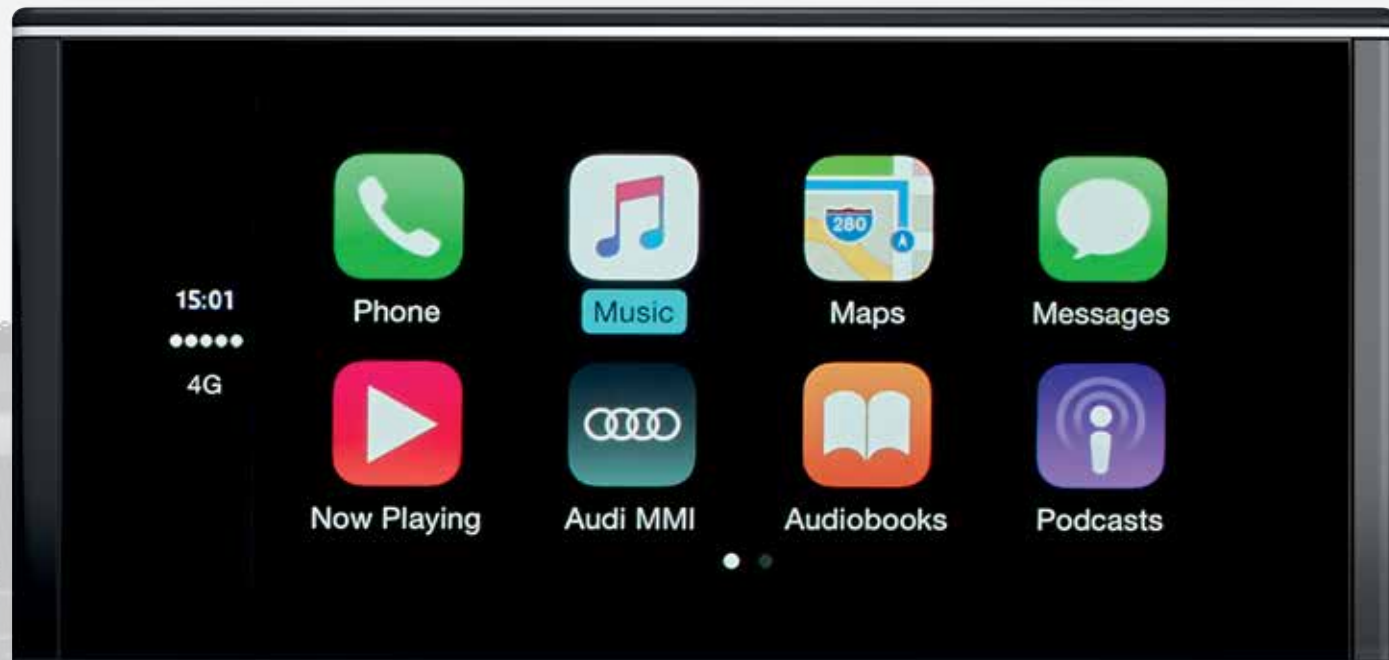 15:01
4G
Phone
Music
280
Maps
Messages
Now Playing
Audi MMI
Audiobooks
Podcasts